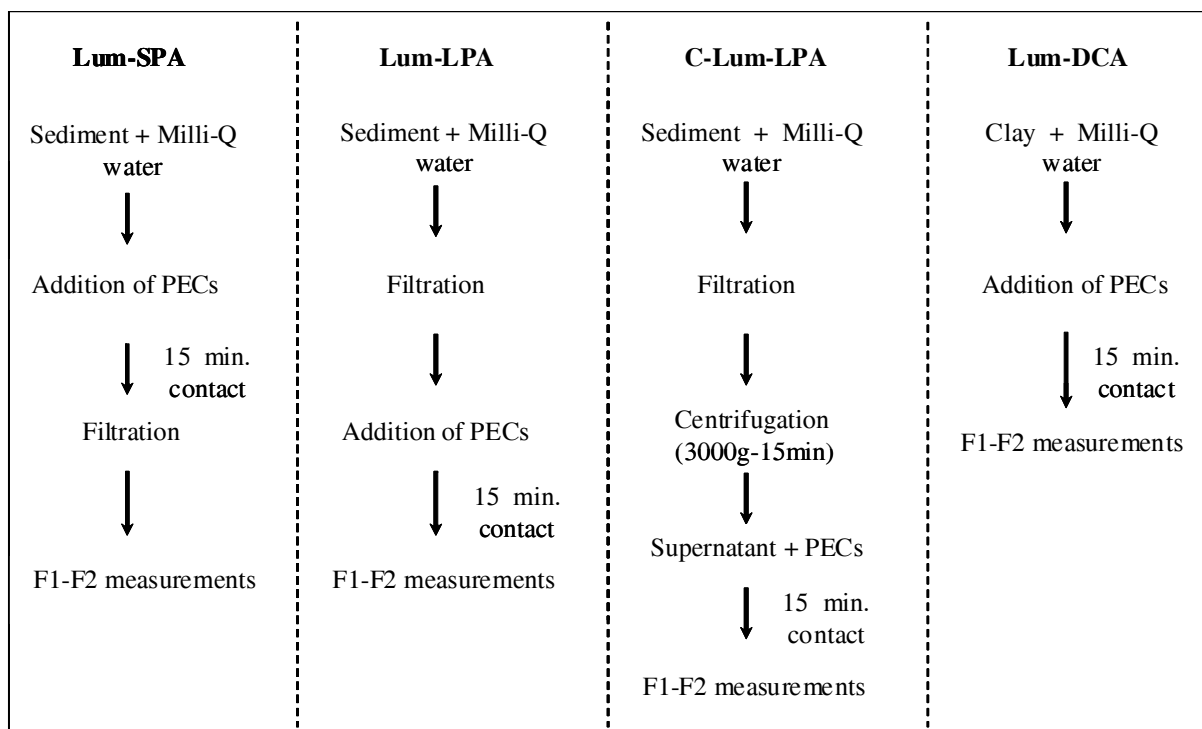 Lum-SPA
Sediment + Milli-Q
water
Addition of PECs
15 min.
contact
Filtration
F1-F2 measurements
Lum-LPA
Sediment + Milli-Q
water
Filtration
Addition of PECs
15 min.
contact
F1-F2 measurements
C-Lum-LPA
Sediment + Milli-Q
water
Filtration
Centrifugation
(3000g-15min)
Supernatant + PECs
15 min.
contact
F1-F2 measurements
Lum-DCA
Clay + Milli-Q
water
Addition of PECs
15 min.
contact
F1-F2 measurements